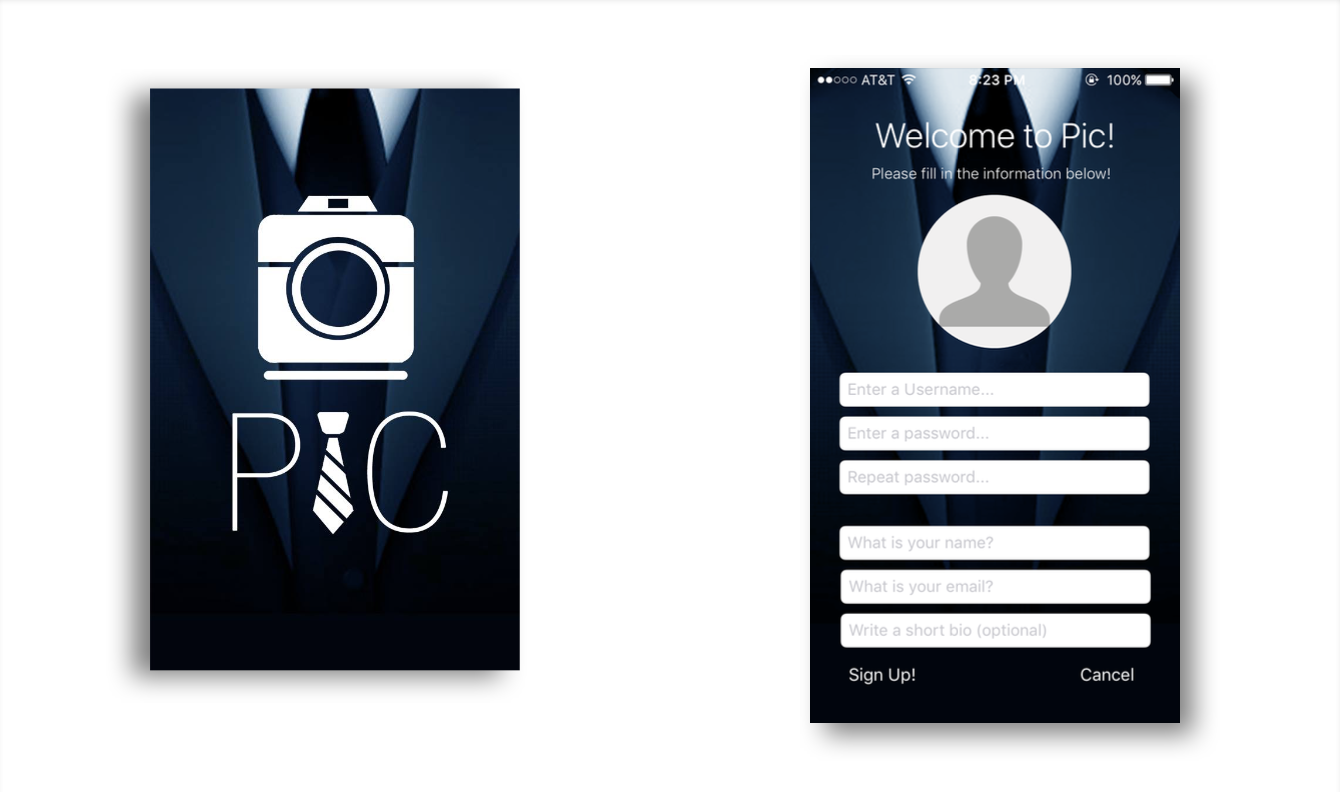 PIC
AT&T 8:23 PM 100%
Welcome to Pic!
Please fill in the information below!
Enter a Username...
Enter a password...
Repeat password...
What is your name?
What is your email?
Write a short bio (optional)
Sign Up! Cancel